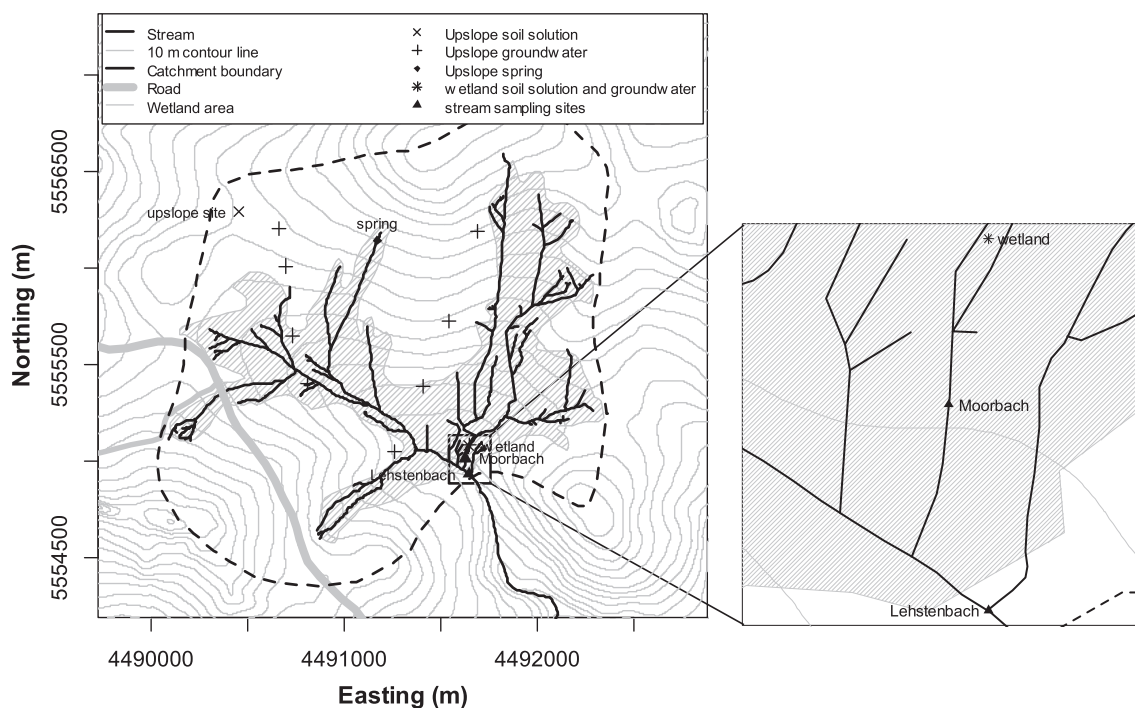 Stream
10 m contour line
Catchment boundary
Road
Wetland area
Upslope soil solution
Upslope groundwater
Upslope spring
wetland soil solution and groundwater
stream sampling sites
5556500
5555500
5554500
Northing (m)
upslope site
spring
wetland
Moorbach
Lehstenbach
4490000
4491000
4492000
Easting (m)
wetland
Moorbach
Lehstenbach